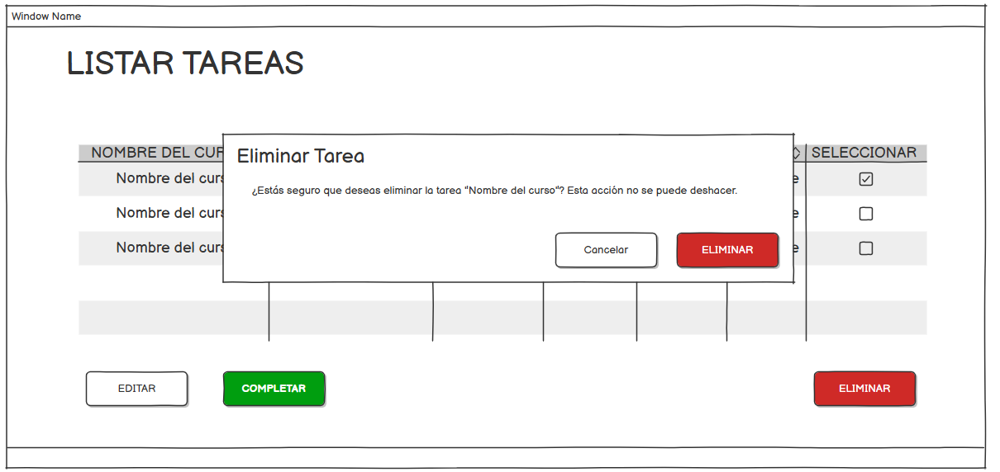 Window Name
LISTAR TAREAS
NOMBRE DEL CUR SELECCIONAR
Eliminar Tarea
Nombre del curs e
¿Estás seguro que deseas eliminar la tarea "Nombre del curso"? Esta acción no se puede deshacer.
Nombre del curs e
Nombre del curs e
Cancelar ELIMINAR
EDITAR COMPLETAR ELIMINAR